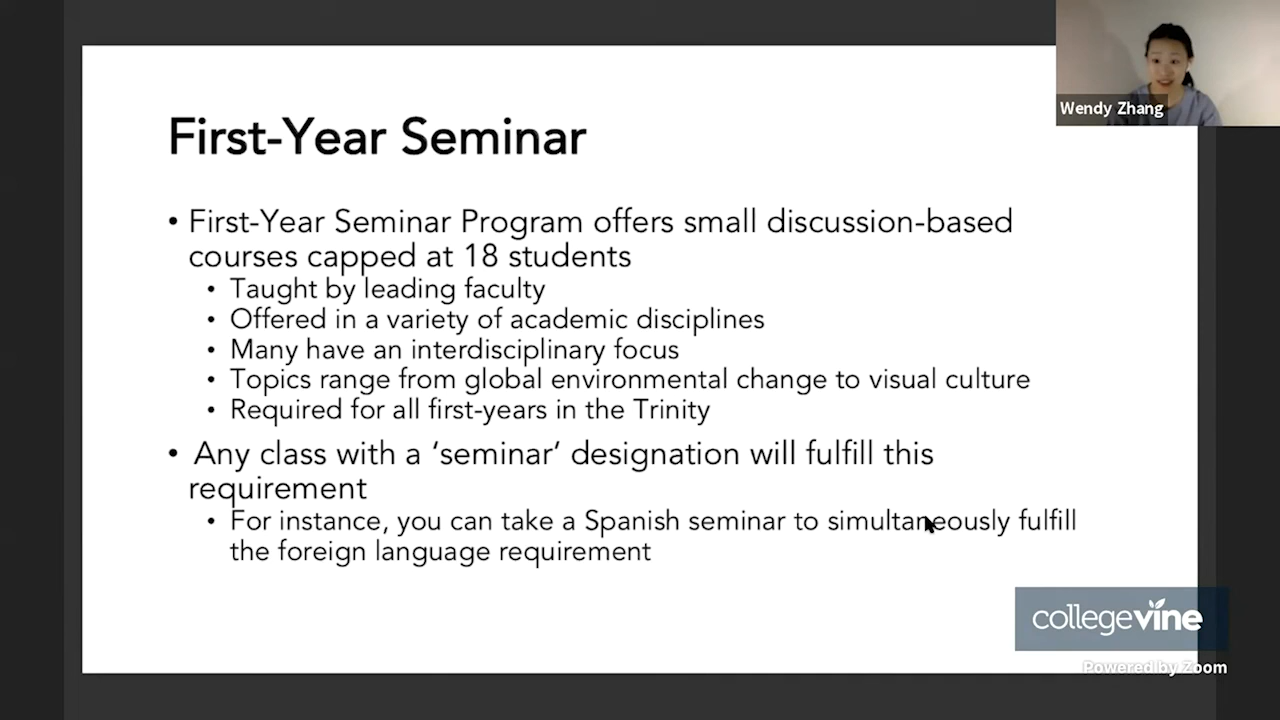 Wendy Zhang
First-Year Seminar
• First-Year Seminar Program offers small discussion-based
courses capped at 18 students
• Taught by leading faculty
• Offered in a variety of academic disciplines
• Many have an interdisciplinary focus
• Topics range from global environmental change to visual culture
• Required for all first-years in the Trinity
• Any class with a ‘seminar’ designation will fulfill this
requirement
• For instance, you can take a Spanish seminar to simultaneously fulfill
the foreign language requirement
collegevine
Powered by Zoom